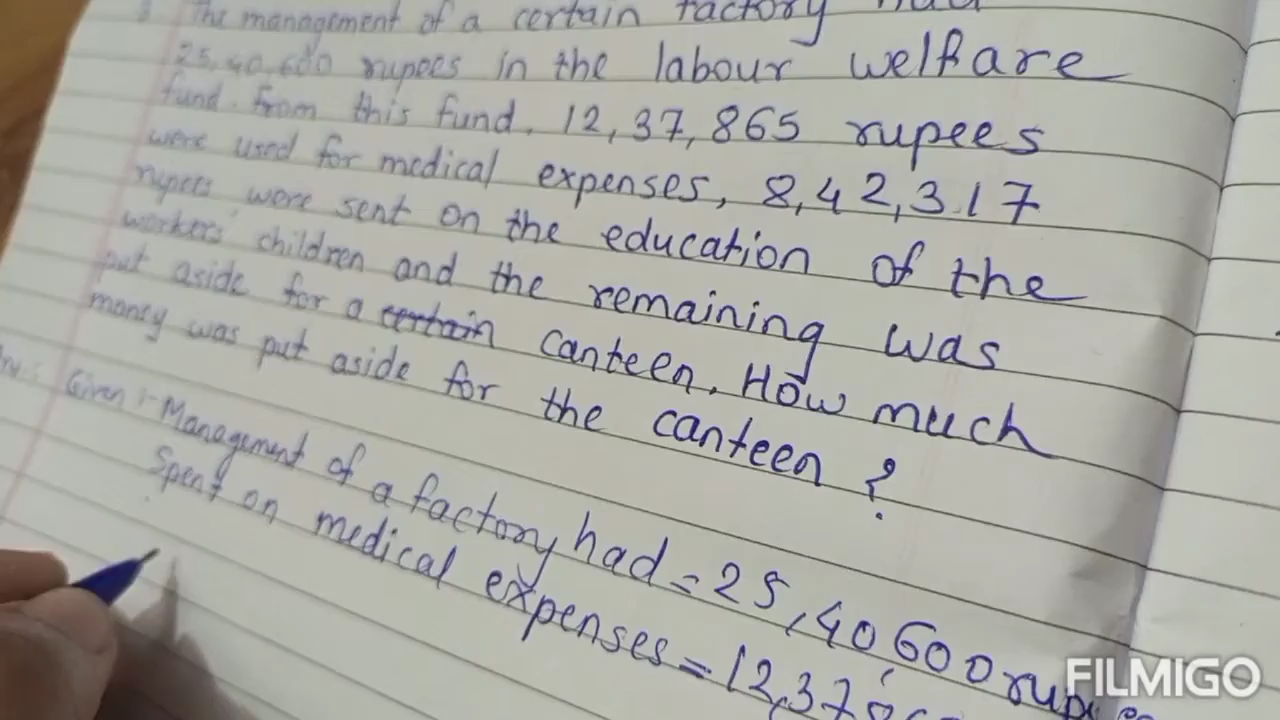 The management of a certain factory had
25,40,600 rupees in the labour welfare
fund. From this fund, 12,37,865 rupees
were used for medical expenses, 8,42,317
rupees were sent on the education of the
workers' children and the remaining was
put aside for a certain canteen. How much
money was put aside for the canteen?
Given :- Management of a factory had = 25,40600 rupees
Spent on medical expenses = 12,37
FILMIGO